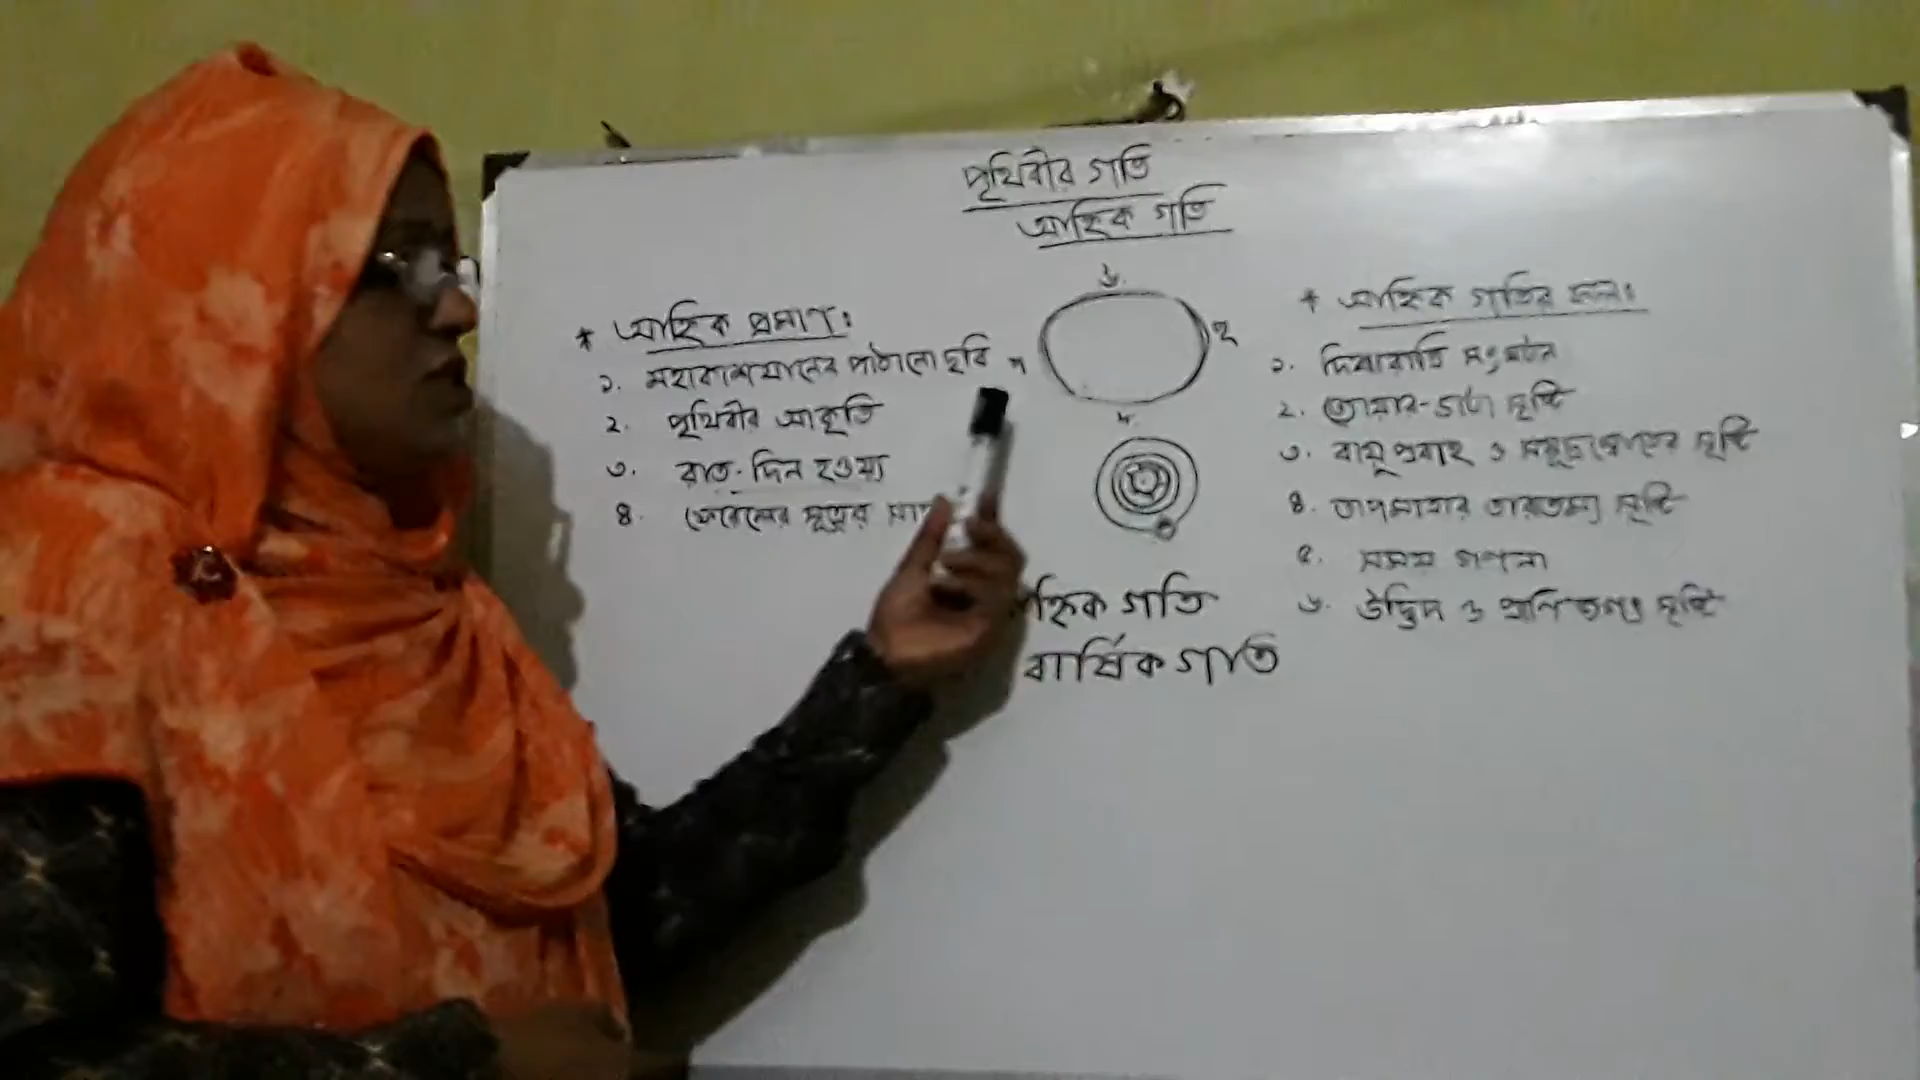 পৃথিবীর গতি
আহ্নিক গতি
* আহ্নিক প্রমাণ:
১. মহাকাশযানের পাঠানো ছবি
২. পৃথিবীর আকৃতি
৩. রাত-দিন হওয়া
৪. ফেরেলের সূত্রের
উ
দ
* আহ্নিক গতির ফল:
১. দিবারাত্রি সংঘটন
২. জোয়ার-ভাটা সৃষ্টি
৩. বায়ু প্রবাহ ও সমুদ্রস্রোতের সৃষ্টি
৪. তাপমাত্রার তারতম্য সৃষ্টি
৫. সময় গণনা
৬. উদ্ভিদ ও প্রাণিজগৎ সৃষ্টি
হ্নিক গতি
বার্ষিক গতি